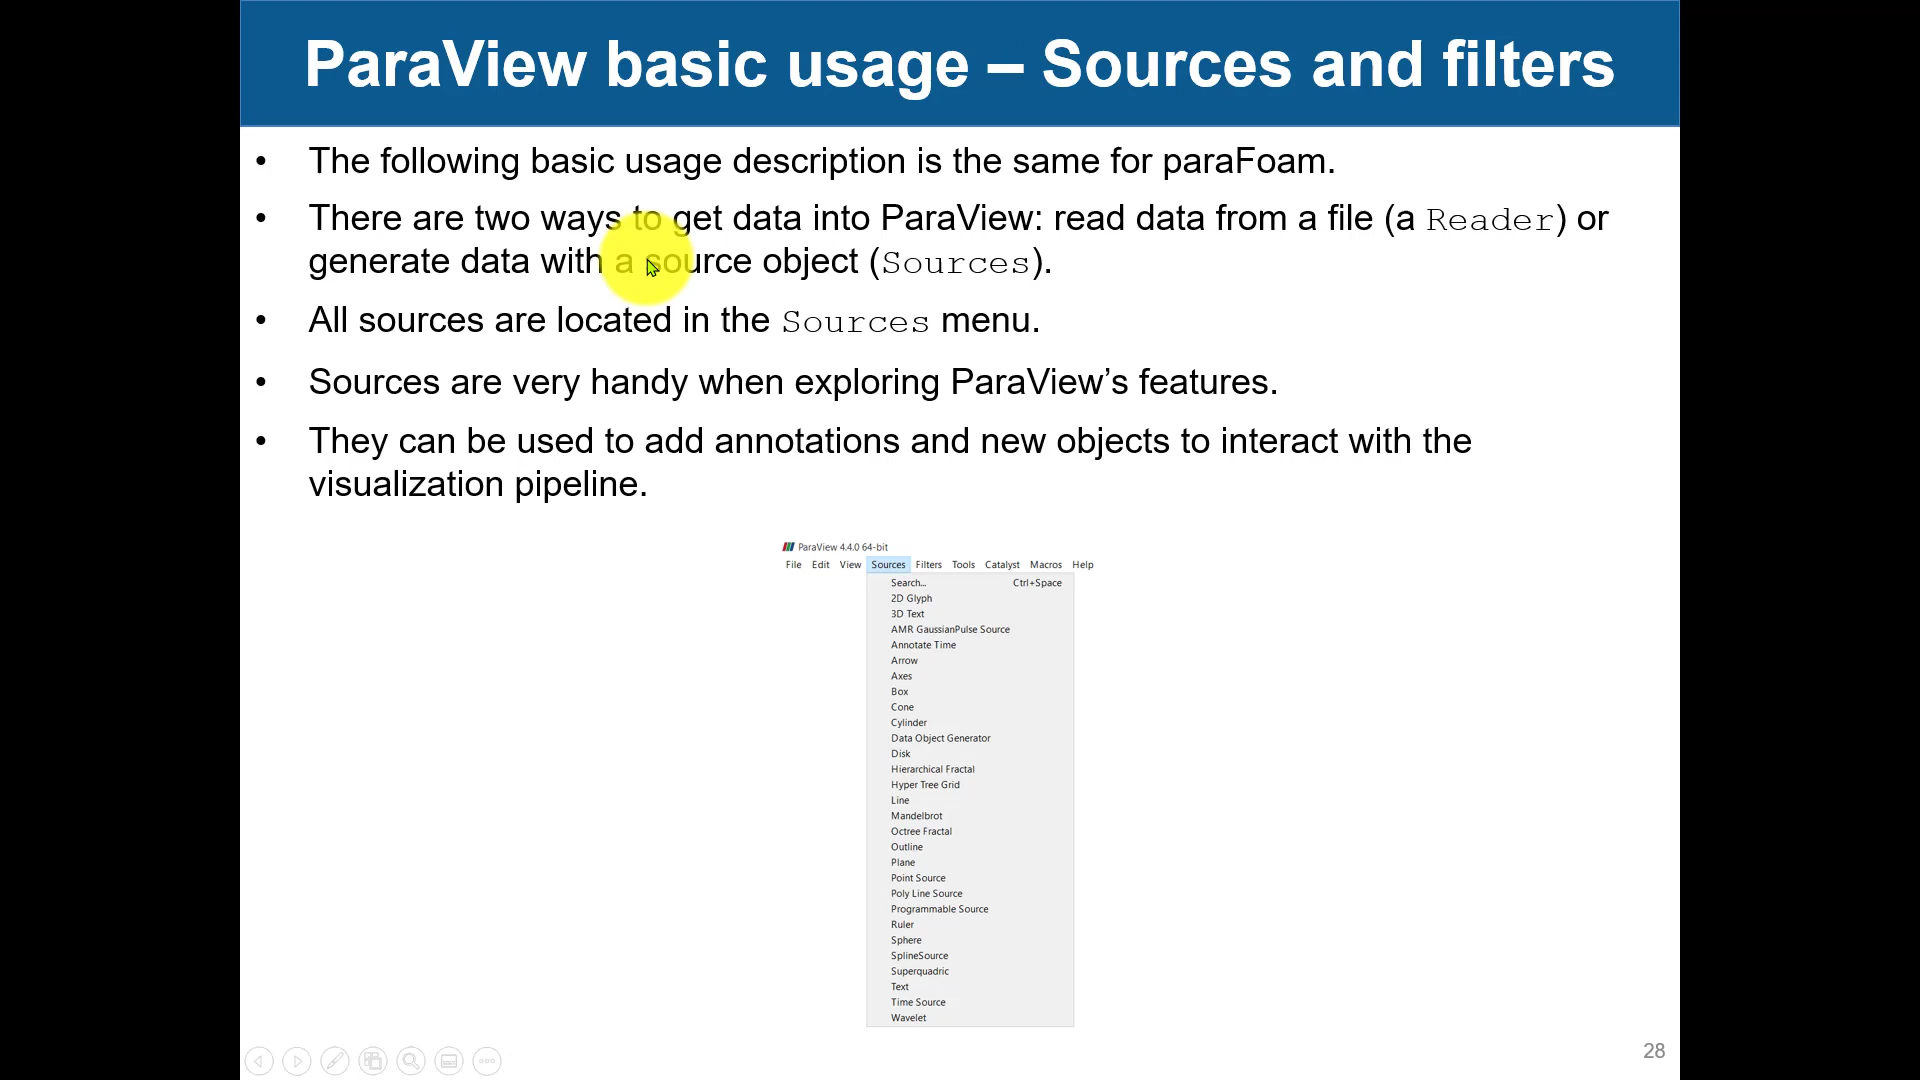 ParaView basic usage – Sources and filters
• The following basic usage description is the same for paraFoam.
• There are two ways to get data into ParaView: read data from a file (a Reader) or
generate data with a source object (Sources).
• All sources are located in the Sources menu.
• Sources are very handy when exploring ParaView’s features.
• They can be used to add annotations and new objects to interact with the
visualization pipeline.
ParaView 4.4.0 64-bit
File Edit View Sources Filters Tools Catalyst Macros Help
Search... Ctrl+Space
2D Glyph
3D Text
AMR GaussianPulse Source
Annotate Time
Arrow
Axes
Box
Cone
Cylinder
Data Object Generator
Disk
Hierarchical Fractal
Hyper Tree Grid
Line
Mandelbrot
Octree Fractal
Outline
Plane
Point Source
Poly Line Source
Programmable Source
Ruler
Sphere
SplineSource
Superquadric
Text
Time Source
Wavelet
28